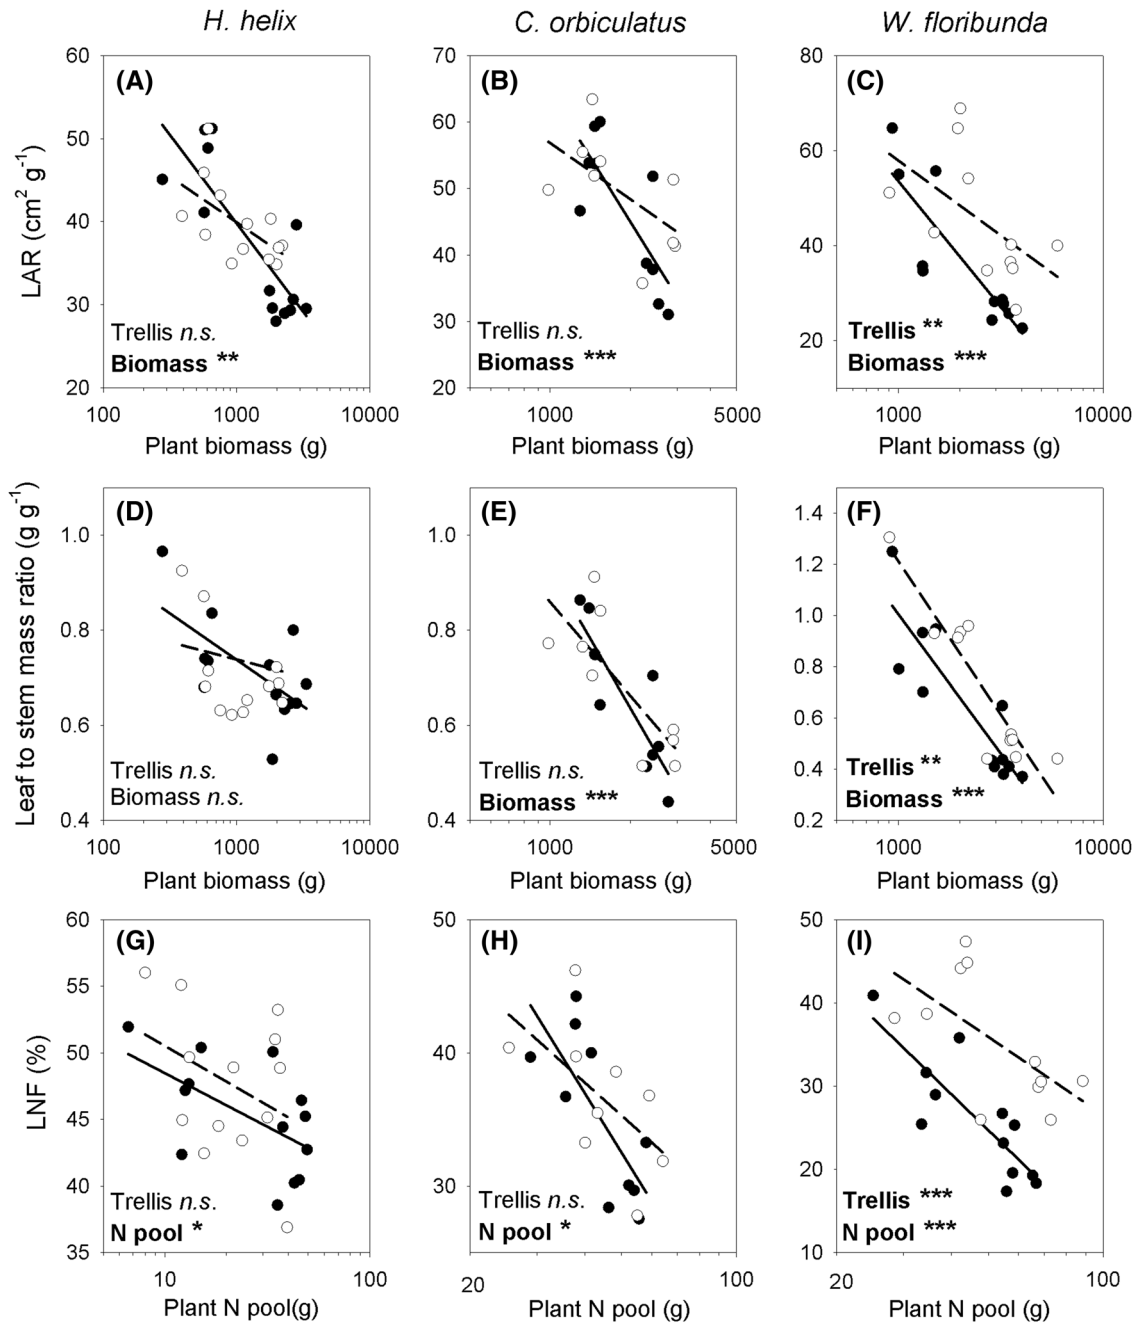 H. helix
C. orbiculatus
W. floribunda
(A)
LAR (cm² g⁻¹)
60
50
40
30
20
Trellis n.s.
Biomass **
100
1000
10000
Plant biomass (g)
(B)
70
60
50
40
30
20
Trellis n.s.
Biomass ***
1000
5000
Plant biomass (g)
(C)
80
60
40
20
Trellis **
Biomass ***
1000
10000
Plant biomass (g)
(D)
Leaf to stem mass ratio (g g⁻¹)
1.0
0.8
0.6
0.4
Trellis n.s.
Biomass n.s.
100
1000
10000
Plant biomass (g)
(E)
1.0
0.8
0.6
0.4
Trellis n.s.
Biomass ***
1000
5000
Plant biomass (g)
(F)
1.4
1.2
1.0
0.8
0.6
0.4
0.2
Trellis **
Biomass ***
1000
10000
Plant biomass (g)
(G)
LNF (%)
60
55
50
45
40
35
Trellis n.s.
N pool *
10
100
Plant N pool(g)
(H)
50
40
30
Trellis n.s.
N pool *
20
100
Plant N pool (g)
(I)
50
40
30
20
10
Trellis ***
N pool ***
20
100
Plant N pool (g)